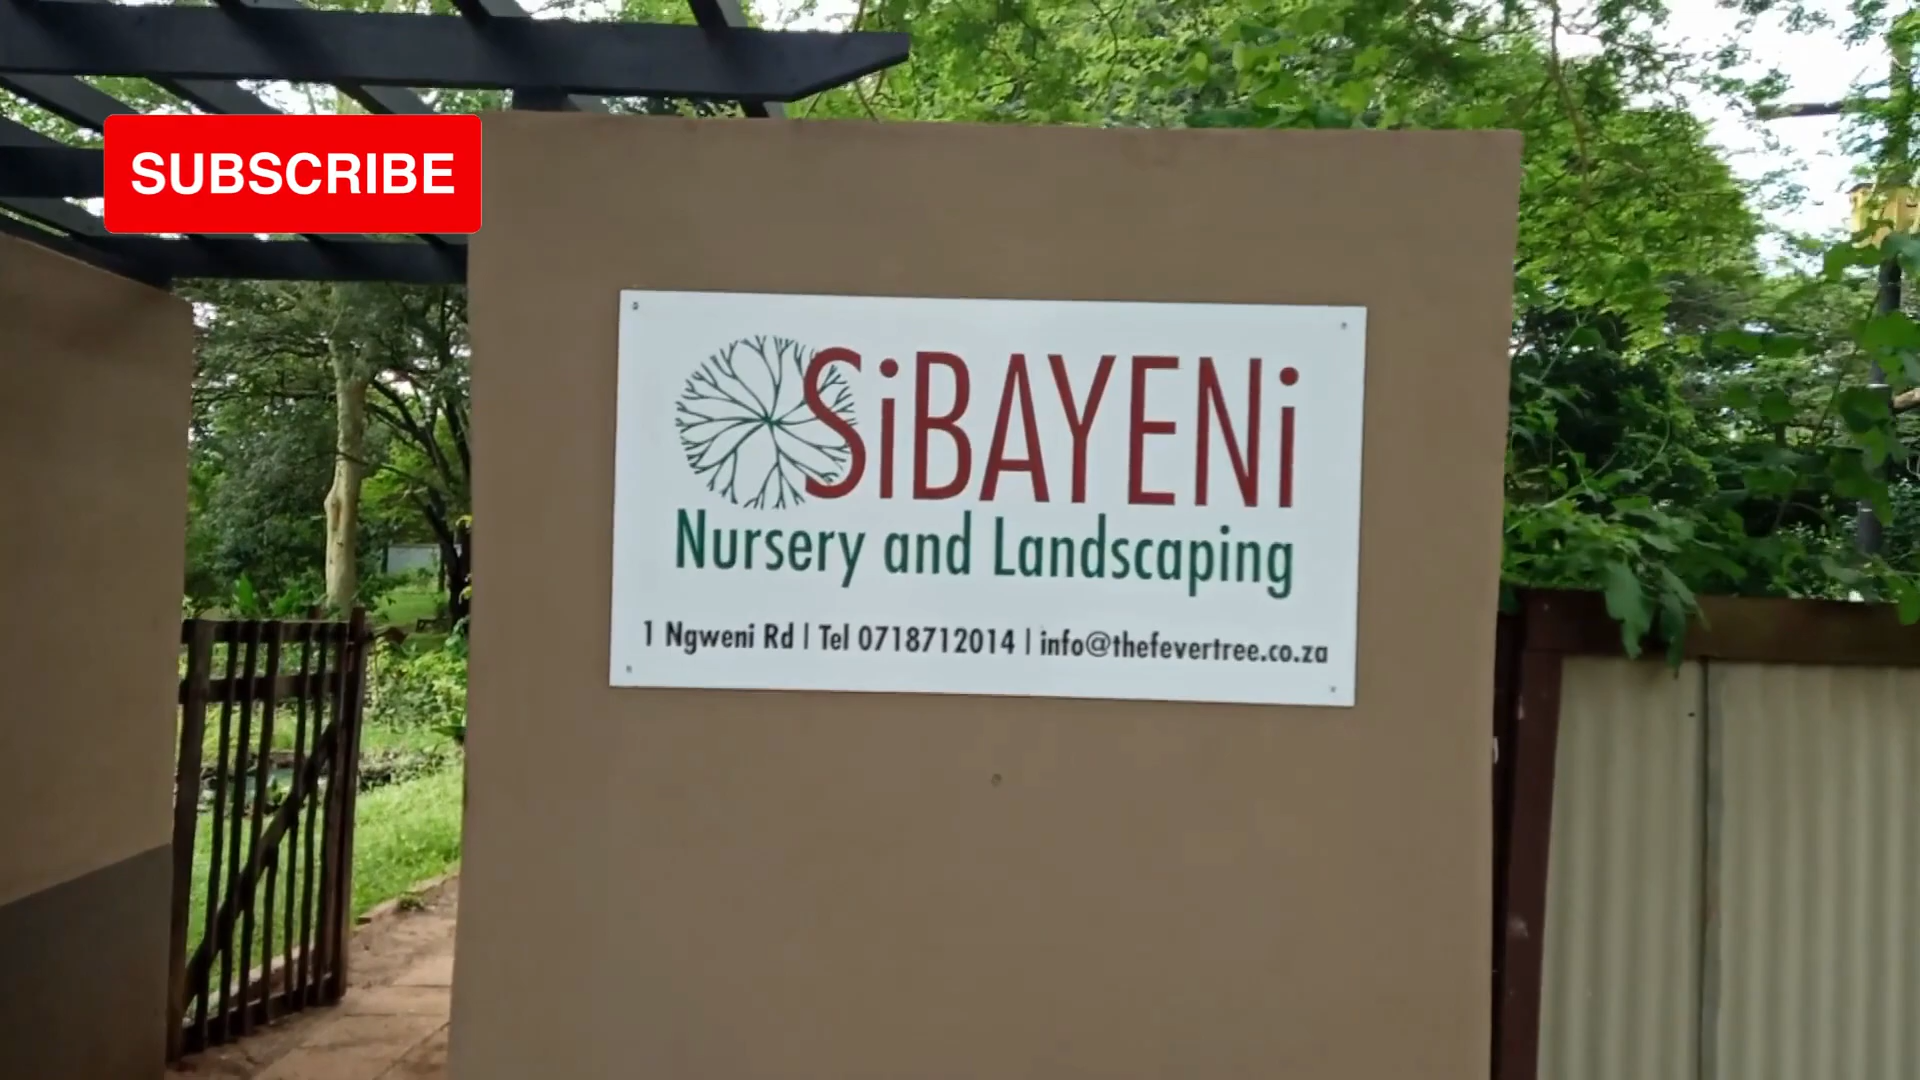 SUBSCRIBE
SiBAYENi
Nursery and Landscaping
1 Ngweni Rd | Tel 0718712014 | info@thefevertree.co.za